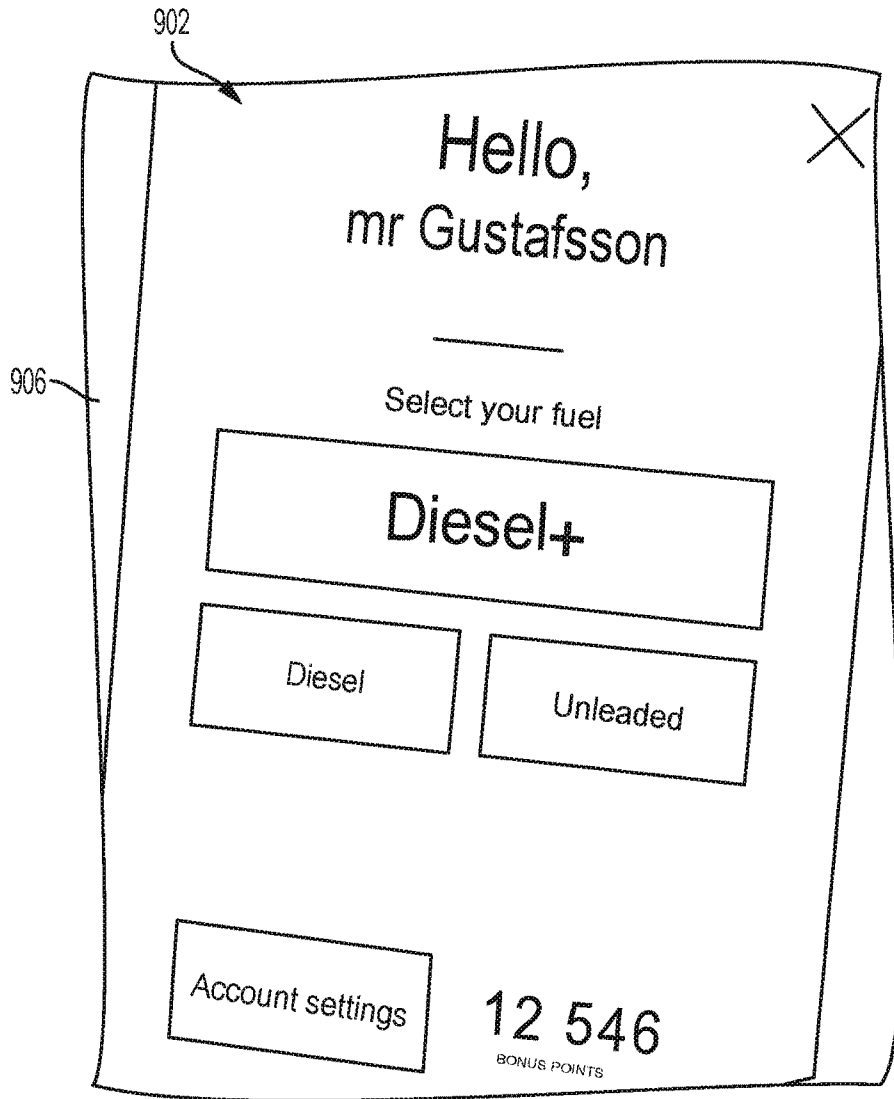 902
Hello,
mr Gustafsson
906
Select your fuel
Diesel+
Diesel
Unleaded
Account settings
12 546
BONUS POINTS